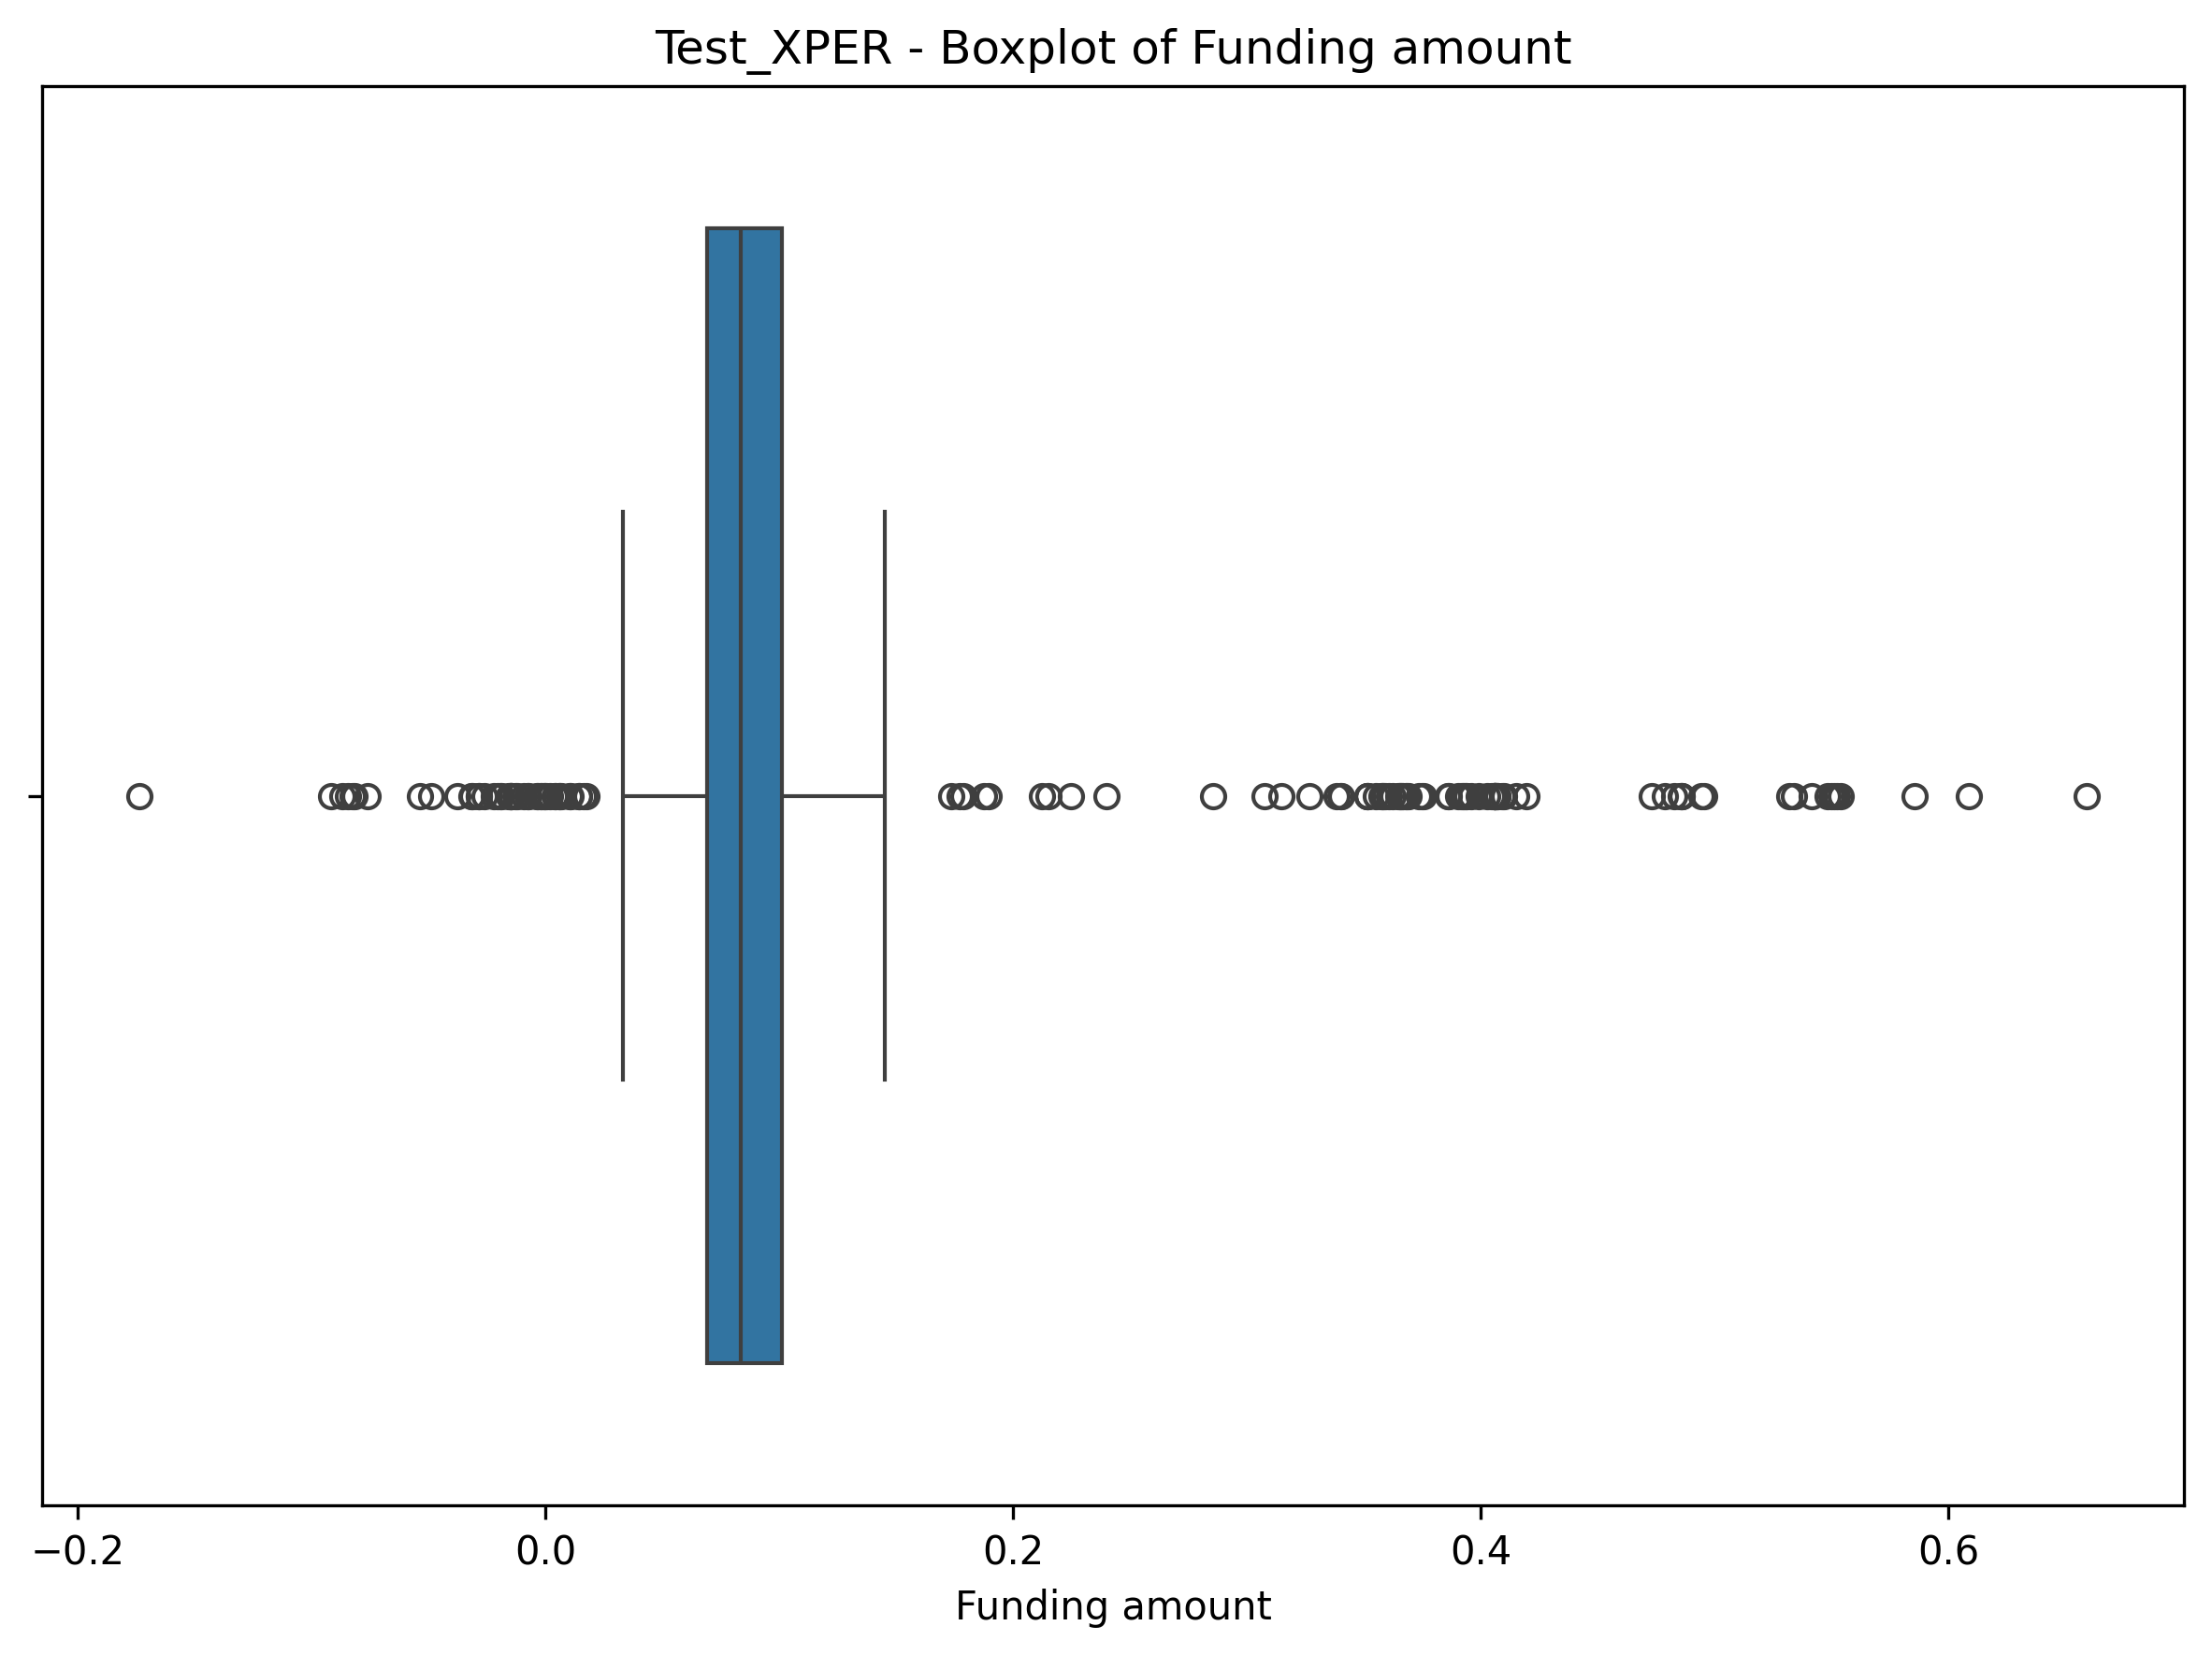 Test_XPER - Boxplot of Funding amount
−0.2 0.0 0.2 0.4 0.6
Funding amount